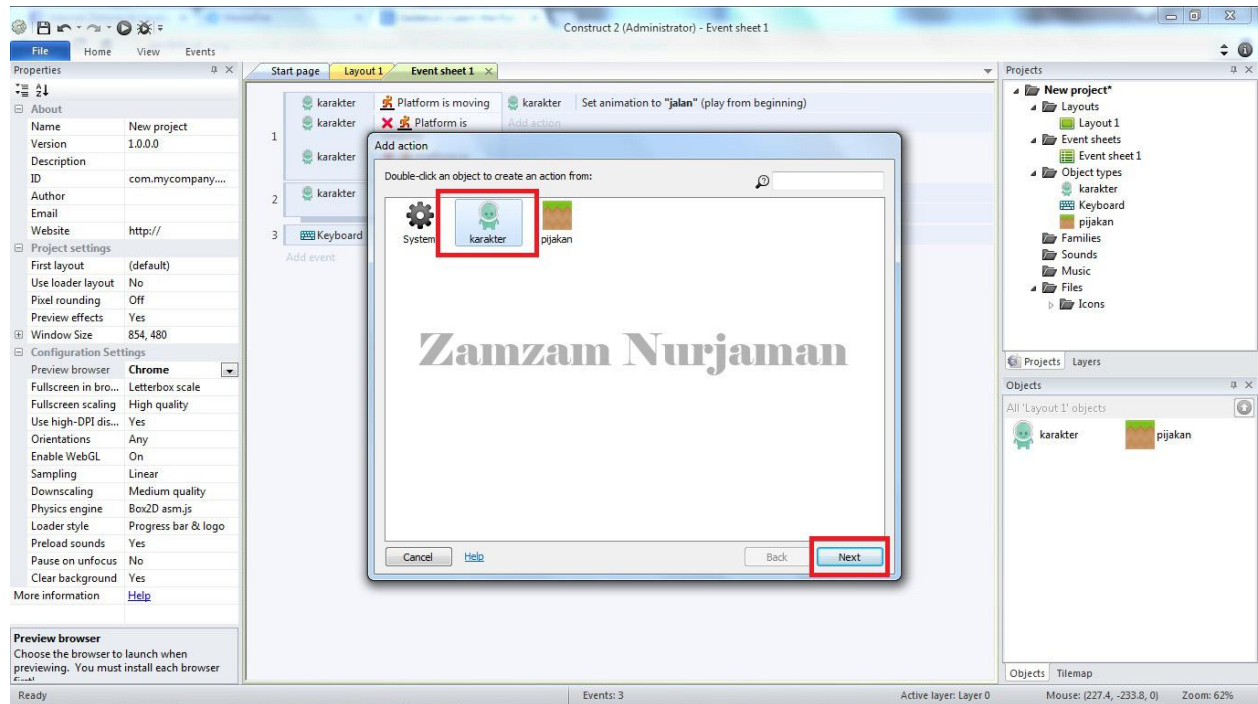 Construct 2 (Administrator) - Event sheet 1
File Home View Events
Properties
About
Name New project
Version 1.0.0.0
Description
ID com.mycompany....
Author
Email
Website http://
Project settings
First layout (default)
Use loader layout No
Pixel rounding Off
Preview effects Yes
Window Size 854, 480
Configuration Settings
Preview browser Chrome
Fullscreen in bro... Letterbox scale
Fullscreen scaling High quality
Use high-DPI dis... Yes
Orientations Any
Enable WebGL On
Sampling Linear
Downscaling Medium quality
Physics engine Box2D asm.js
Loader style Progress bar & logo
Preload sounds Yes
Pause on unfocus No
Clear background Yes
More information Help
Preview browser
Choose the browser to launch when
previewing. You must install each browser
Start page Layout 1 Event sheet 1
karakter Platform is moving karakter Set animation to "jalan" (play from beginning)
1 karakter Platform is Add action
karakter
2 karakter
3 Keyboard
Add event
Add action
Double-click an object to create an action from:
System karakter pijakan
Zamzam Nurjaman
Cancel Help Back Next
Projects
New project*
Layouts
Layout 1
Event sheets
Event sheet 1
Object types
karakter
Keyboard
pijakan
Families
Sounds
Music
Files
Icons
Projects Layers
Objects
All 'Layout 1' objects
karakter pijakan
Objects Tilemap
Ready Events: 3 Active layer: Layer 0 Mouse: (227.4, -233.8, 0) Zoom: 62%